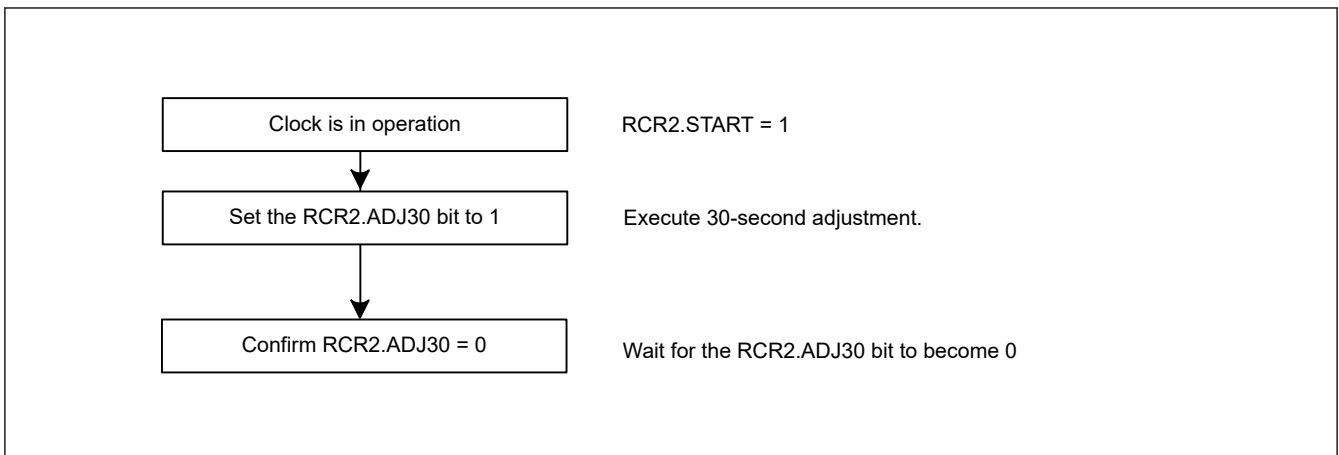 Clock is in operation
RCR2.START = 1
Set the RCR2.ADJ30 bit to 1
Execute 30-second adjustment.
Confirm RCR2.ADJ30 = 0
Wait for the RCR2.ADJ30 bit to become 0